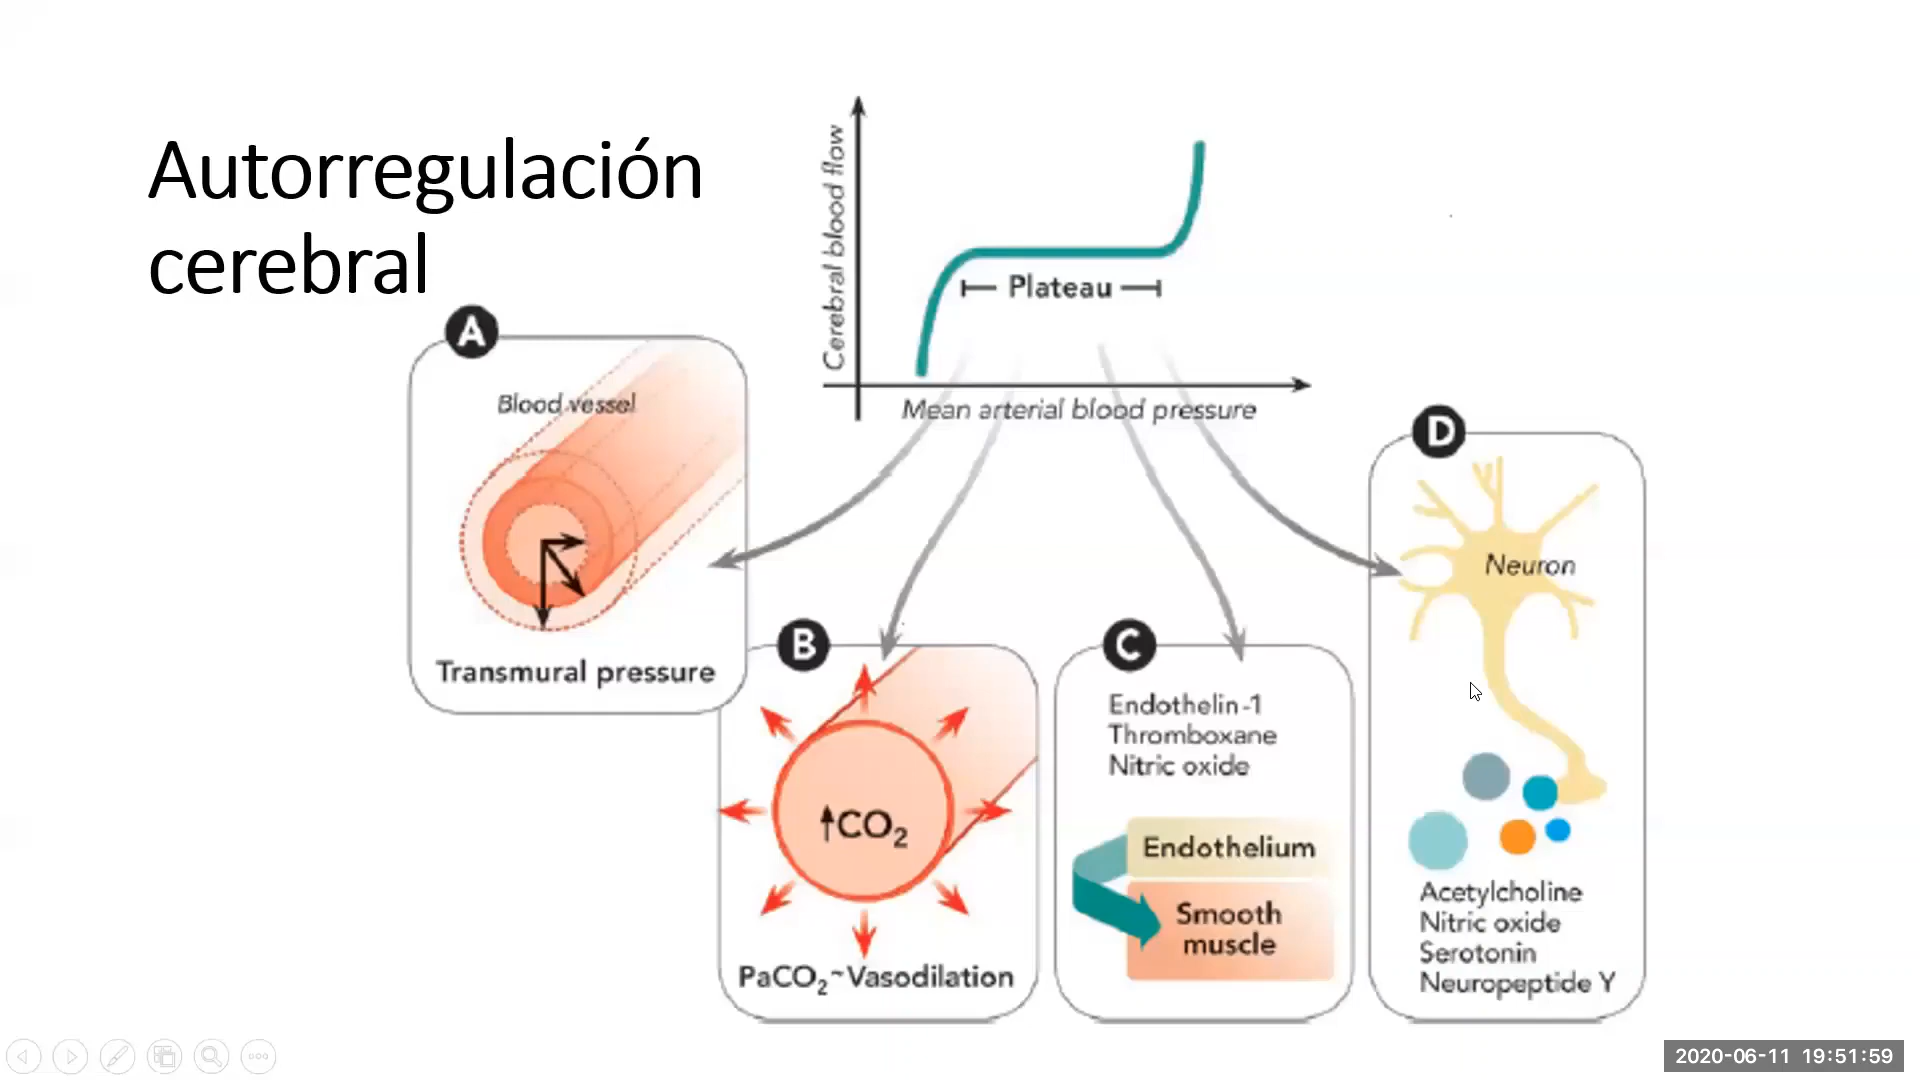 Autorregulación
cerebral
Cerebral blood flow
Plateau
Mean arterial blood pressure
A
Blood vessel
Transmural pressure
B
↑CO₂
PaCO₂~Vasodilation
C
Endothelin-1
Thromboxane
Nitric oxide
Endothelium
Smooth
muscle
D
Neuron
Acetylcholine
Nitric oxide
Serotonin
Neuropeptide Y
2020-06-11 19:51:59